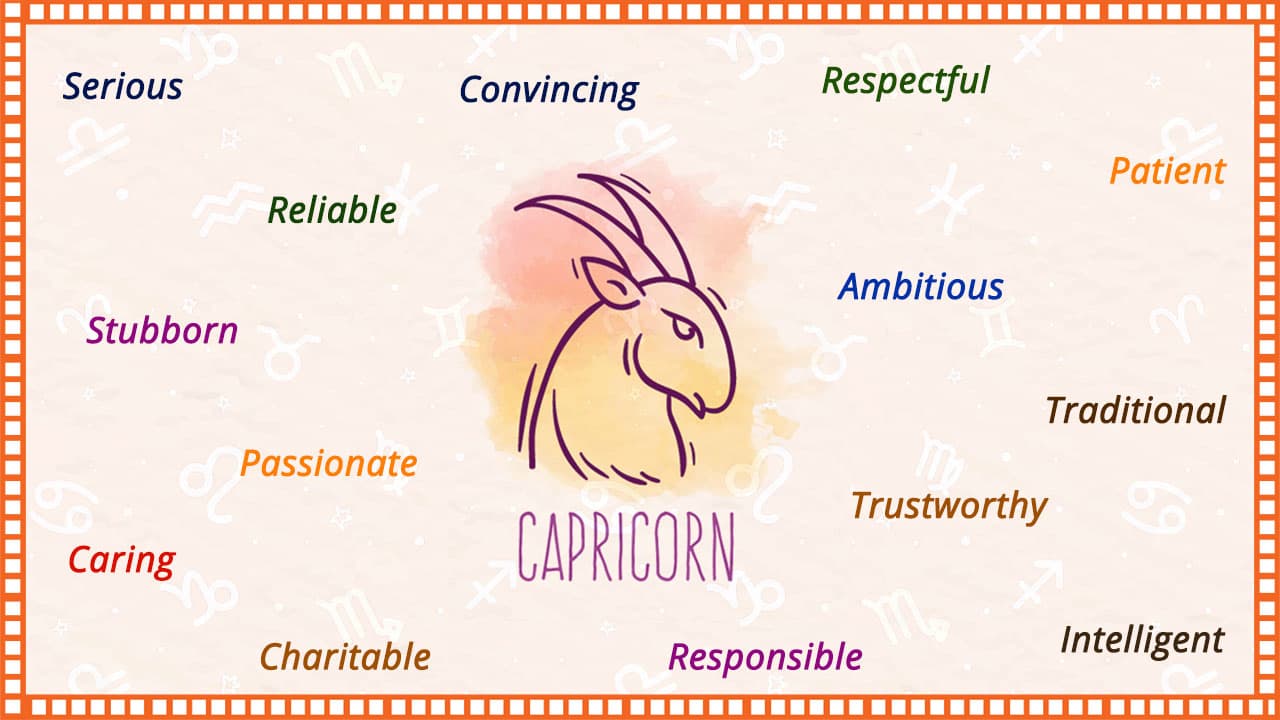 Serious
Convincing
Respectful
Patient
Reliable
Ambitious
Stubborn
Traditional
Passionate
Trustworthy
CAPRICORN
Caring
Charitable
Responsible
Intelligent